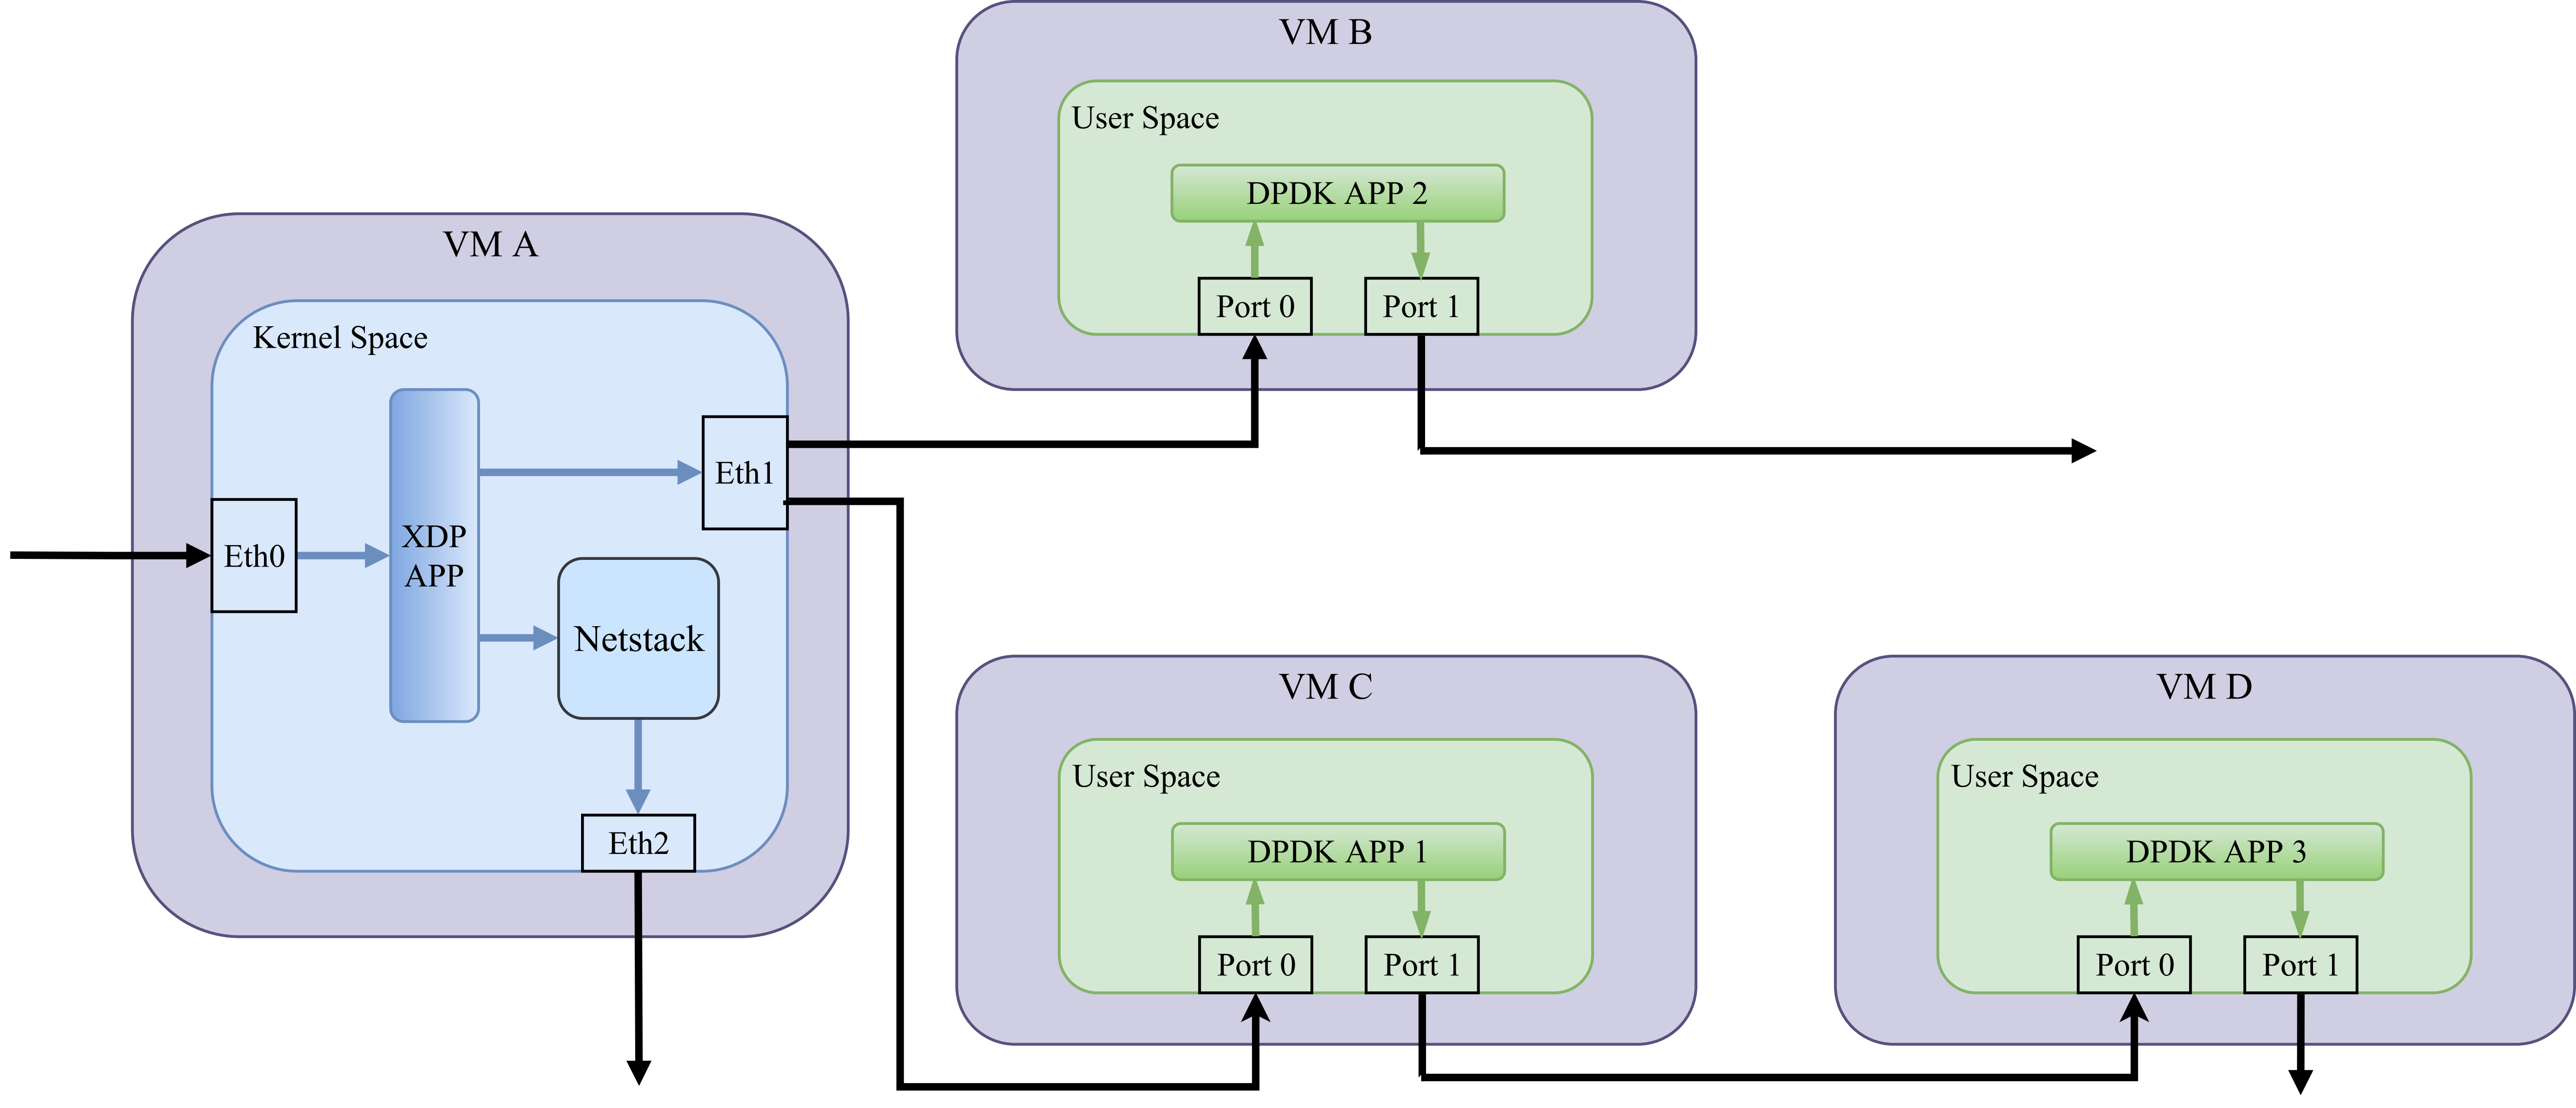 VM A
Kernel Space
Eth0
XDP
APP
Eth1
Netstack
Eth2
VM B
User Space
DPDK APP 2
Port 0
Port 1
VM C
User Space
DPDK APP 1
Port 0
Port 1
VM D
User Space
DPDK APP 3
Port 0
Port 1